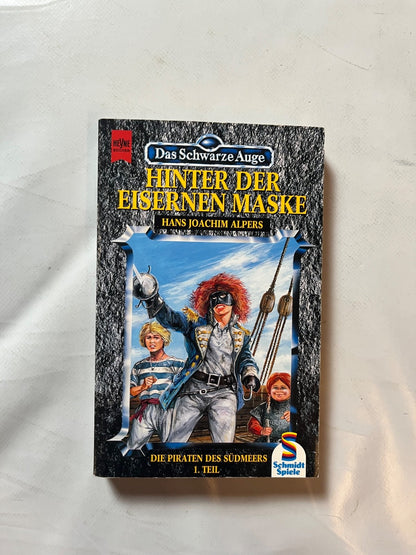 HEYNE
BÜCHER
Das Schwarze Auge
HINTER DER
EISERNEN MASKE
HANS JOACHIM ALPERS
DIE PIRATEN DES SÜDMEERS
1. TEIL
Schmidt
Spiele